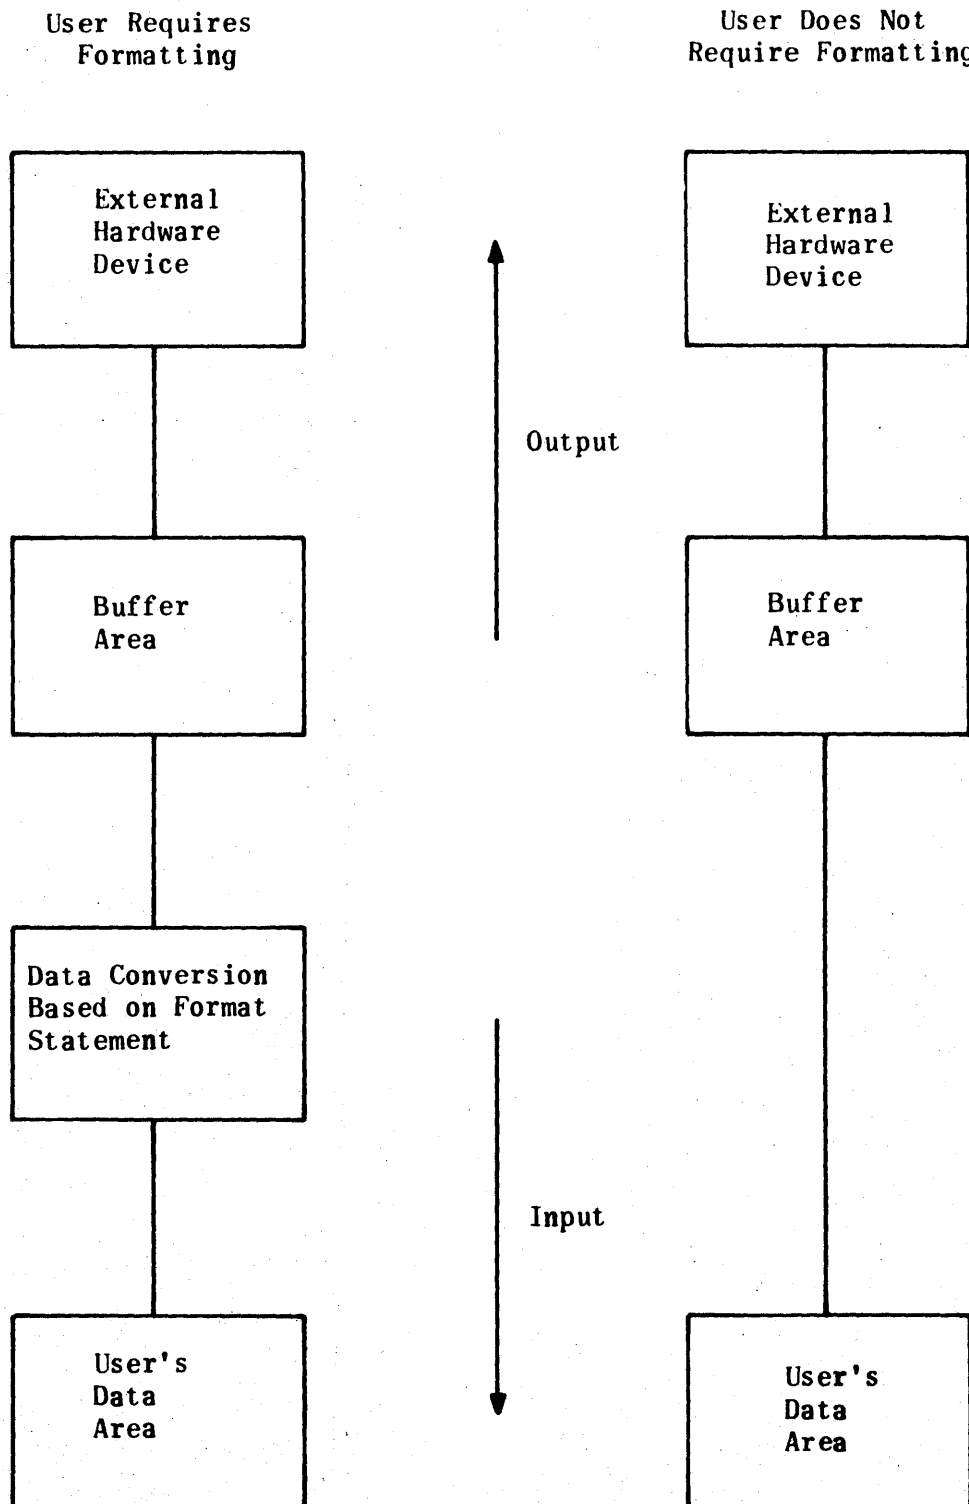 User Requires
Formatting
User Does Not
Require Formatting
External
Hardware
Device
External
Hardware
Device
Output
Buffer
Area
Buffer
Area
Data Conversion
Based on Format
Statement
Input
User's
Data
Area
User's
Data
Area